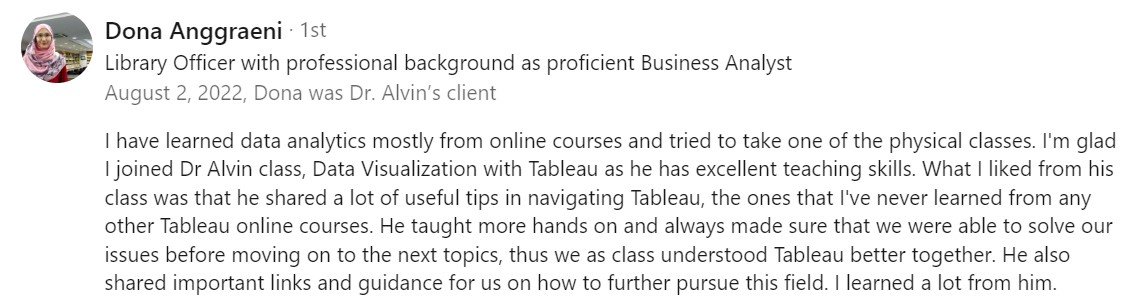 Dona Anggraeni · 1st
Library Officer with professional background as proficient Business Analyst
August 2, 2022, Dona was Dr. Alvin’s client
I have learned data analytics mostly from online courses and tried to take one of the physical classes. I'm glad
I joined Dr Alvin class, Data Visualization with Tableau as he has excellent teaching skills. What I liked from his
class was that he shared a lot of useful tips in navigating Tableau, the ones that I've never learned from any
other Tableau online courses. He taught more hands on and always made sure that we were able to solve our
issues before moving on to the next topics, thus we as class understood Tableau better together. He also
shared important links and guidance for us on how to further pursue this field. I learned a lot from him.